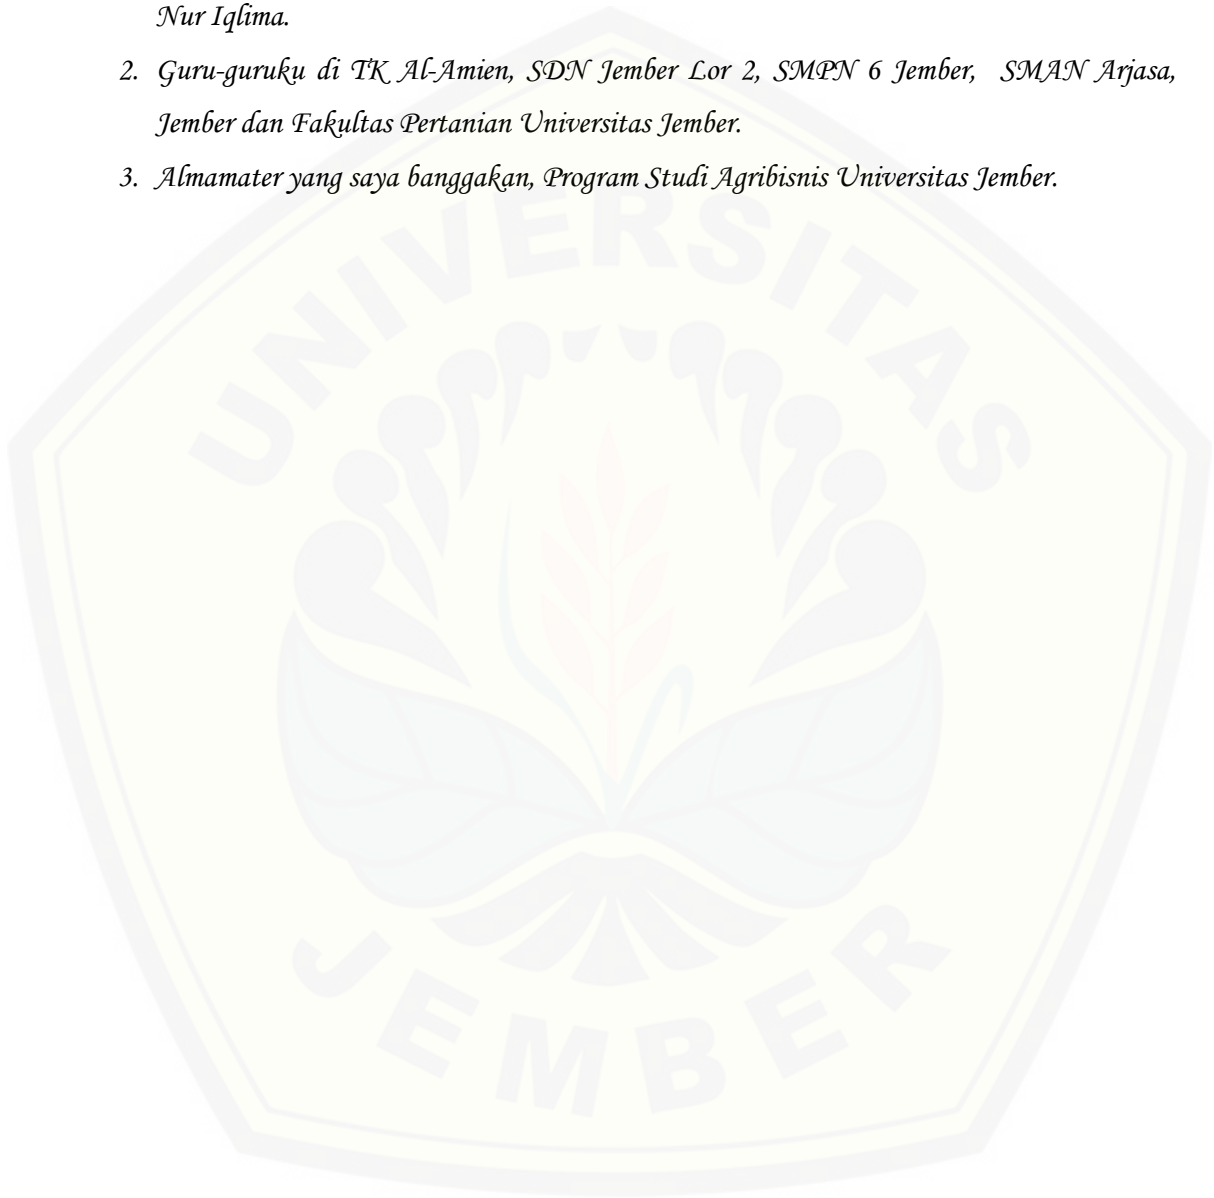 Nur Iqlima.
2. Guru-guruku di TK Al-Amien, SDN Jember Lor 2, SMPN 6 Jember, SMAN Arjasa,
Jember dan Fakultas Pertanian Universitas Jember.
3. Almamater yang saya banggakan, Program Studi Agribisnis Universitas Jember.
UNIVERSITAS
JEMBER